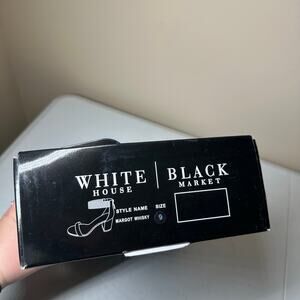 WHITE | BLACK
HOUSE MARKET
STYLE NAME SIZE
MARGOT WHISKY 9